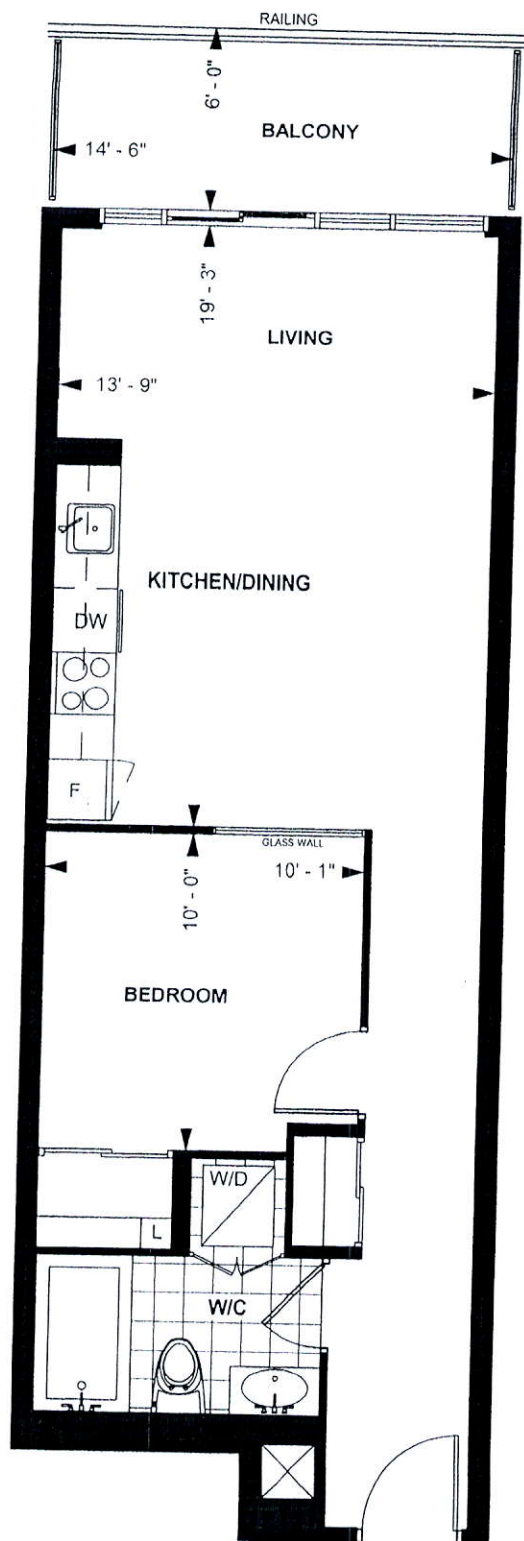 RAILING
6' - 0"
BALCONY
14' - 6"
19' - 3"
LIVING
13' - 9"
KITCHEN/DINING
DW
F
GLASS WALL
10' - 0"
10' - 1"
BEDROOM
W/D
L
W/C